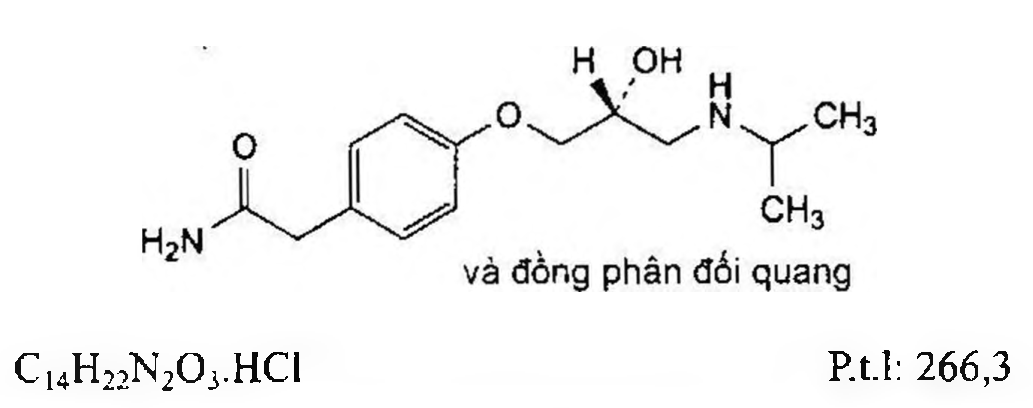 H OH
H
O N CH₃
O
CH₃
H₂N
và đồng phân đối quang
C₁₄H₂₂N₂O₃.HCl P.t.l: 266,3